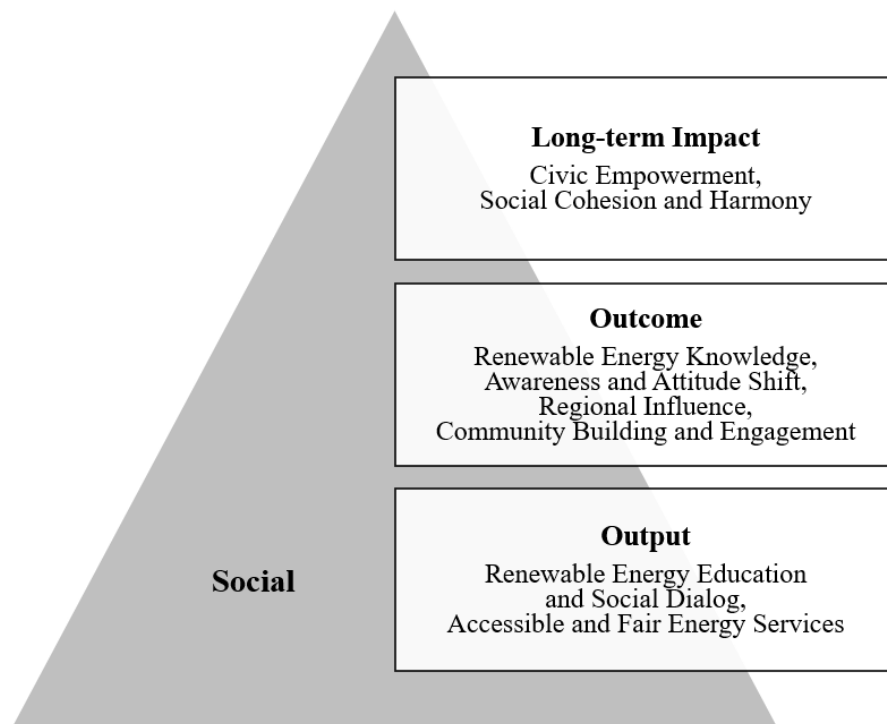 Long-term Impact
Civic Empowerment,
Social Cohesion and Harmony
Outcome
Renewable Energy Knowledge,
Awareness and Attitude Shift,
Regional Influence,
Community Building and Engagement
Social
Output
Renewable Energy Education
and Social Dialog,
Accessible and Fair Energy Services